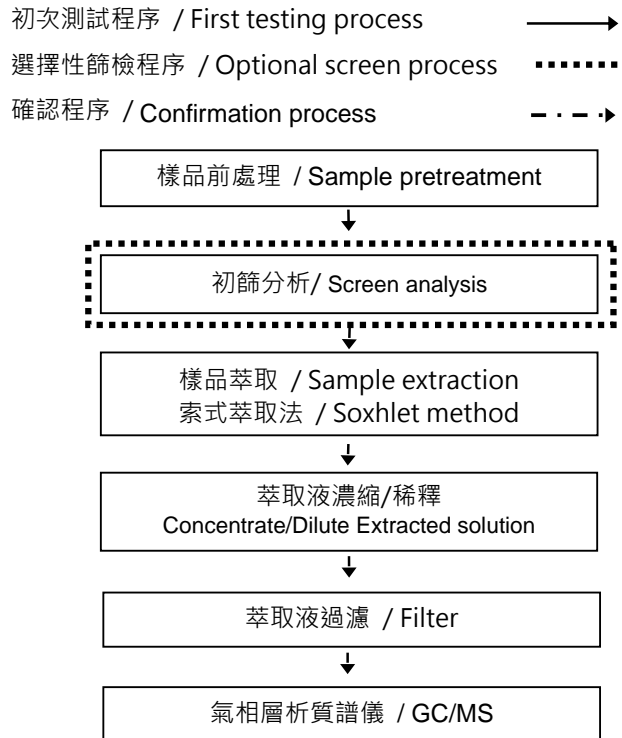 初次測試程序 / First testing process
選擇性篩檢程序 / Optional screen process
確認程序 / Confirmation process
樣品前處理 / Sample pretreatment
初篩分析/ Screen analysis
樣品萃取 / Sample extraction
索式萃取法 / Soxhlet method
萃取液濃縮/稀釋
Concentrate/Dilute Extracted solution
萃取液過濾 / Filter
氣相層析質譜儀 / GC/MS